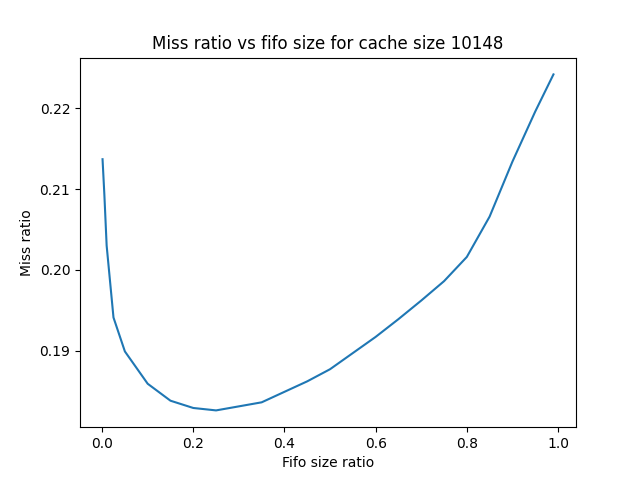 Miss ratio vs fifo size for cache size 10148
0.22
0.21
0.20
0.19
Miss ratio
0.0 0.2 0.4 0.6 0.8 1.0
Fifo size ratio